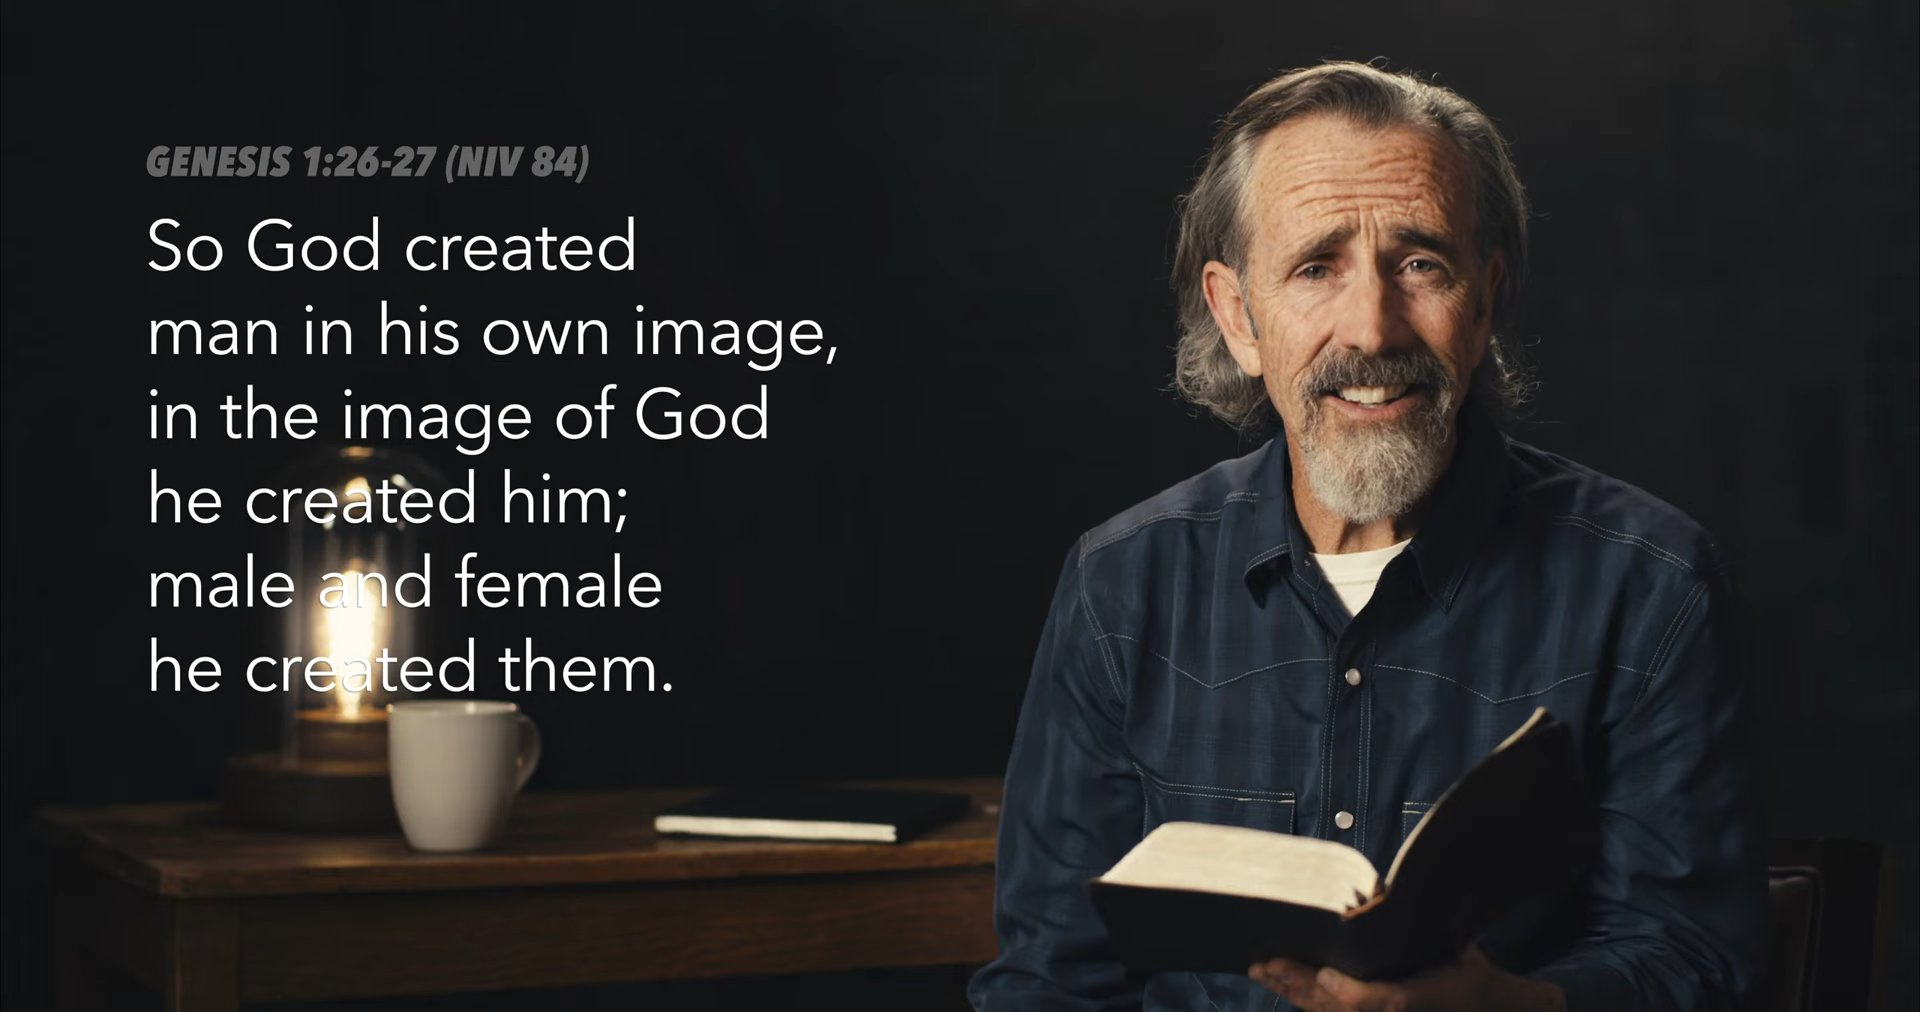 GENESIS 1:26-27 (NIV 84)
So God created
man in his own image,
in the image of God
he created him;
male and female
he created them.